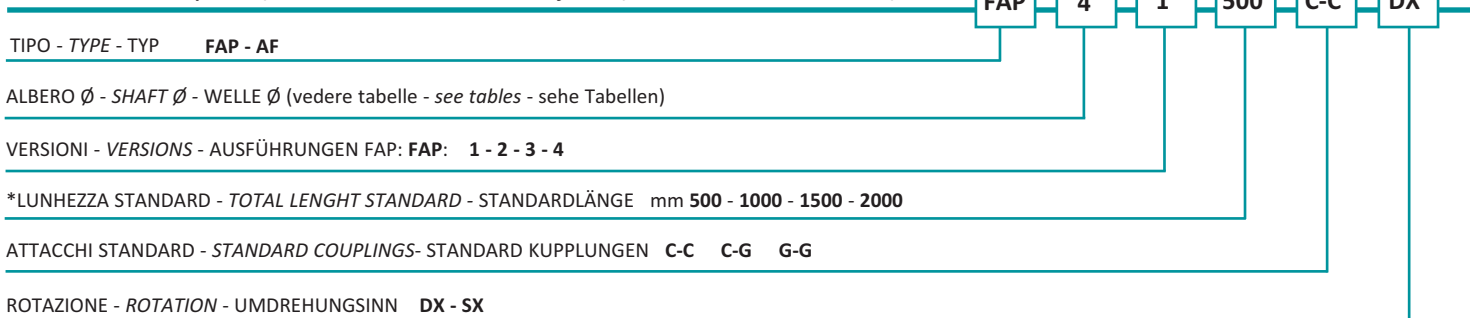 FAP 4 1 500 C-C DX
TIPO - TYPE - TYP FAP - AF
ALBERO Ø - SHAFT Ø - WELLE Ø (vedere tabelle - see tables - sehe Tabellen)
VERSIONI - VERSIONS - AUSFÜHRUNGEN FAP: FAP: 1 - 2 - 3 - 4
*LUNHEZZA STANDARD - TOTAL LENGHT STANDARD - STANDARDLÄNGE mm 500 - 1000 - 1500 - 2000
ATTACCHI STANDARD - STANDARD COUPLINGS- STANDARD KUPPLUNGEN C-C C-G G-G
ROTAZIONE - ROTATION - UMDREHUNGSINN DX - SX